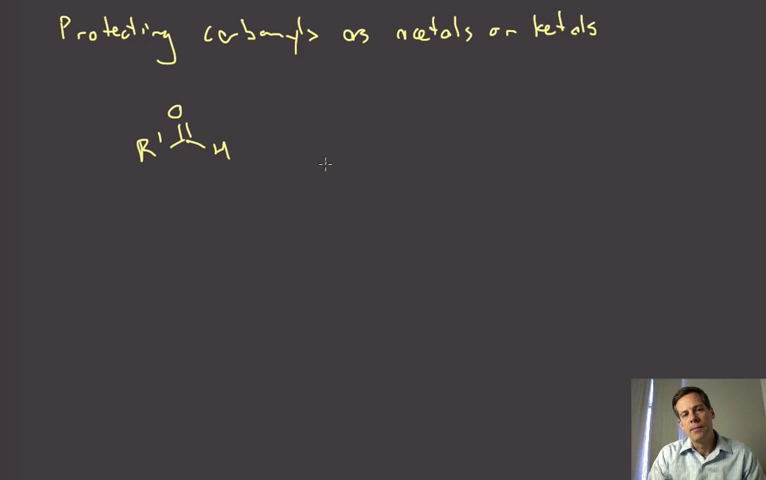 Protecting carbonyls as acetals or ketals
O
R' H